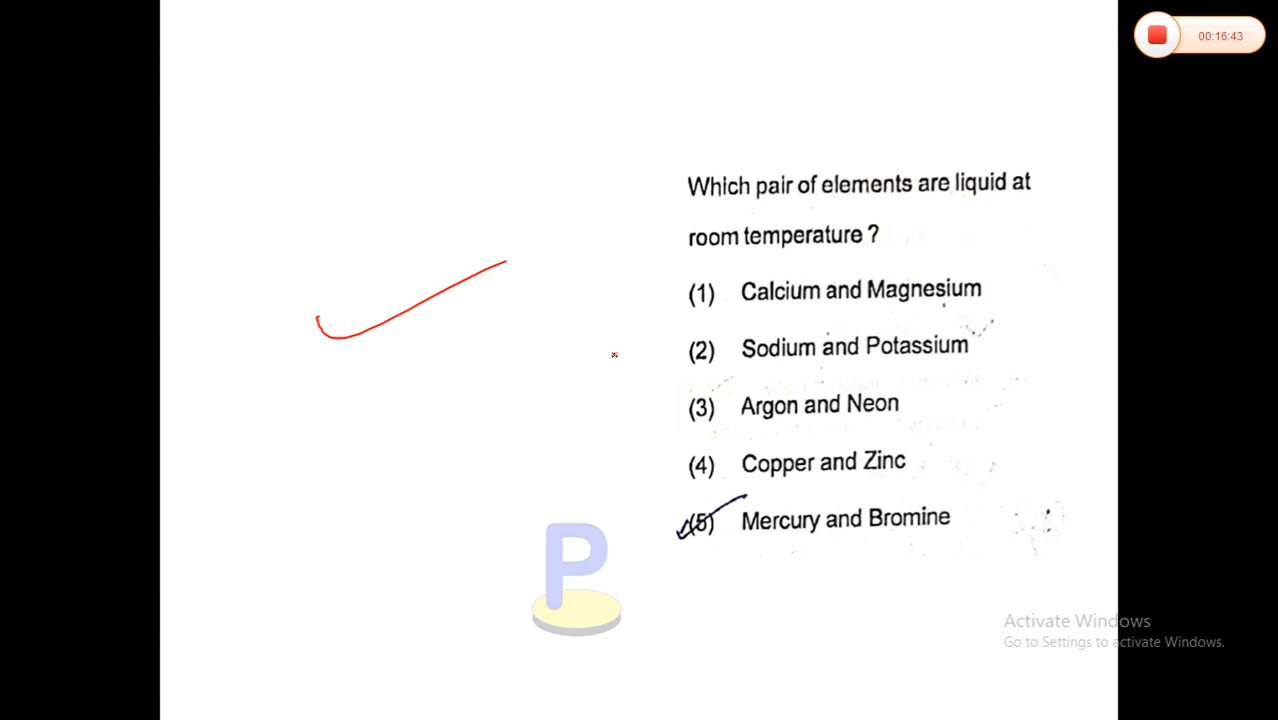 00:16:43
Which pair of elements are liquid at
room temperature ?
(1) Calcium and Magnesium
(2) Sodium and Potassium
(3) Argon and Neon
(4) Copper and Zinc
(5) Mercury and Bromine
P
Activate Windows
Go to Settings to activate Windows.